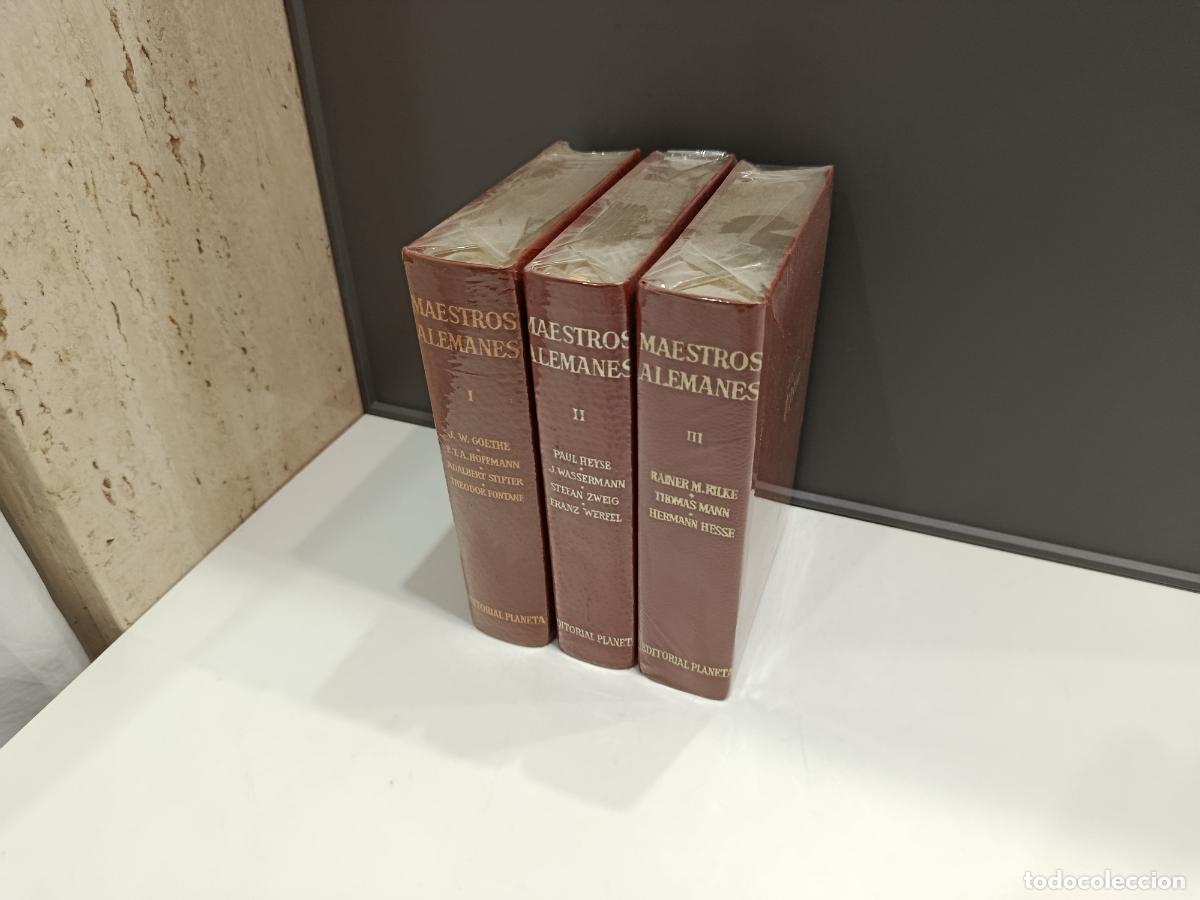 MAESTROS
ALEMANES
I
J. W. GOETHE
E. T. A. HOFFMANN
ADALBERT STIFTER
THEODOR FONTANE
EDITORIAL PLANETA
MAESTROS
ALEMANES
II
PAUL HEYSE
J. WASSERMANN
STEFAN ZWEIG
FRANZ WERFEL
EDITORIAL PLANETA
MAESTROS
ALEMANES
III
RAINER M. RILKE
THOMAS MANN
HERMANN HESSE
EDITORIAL PLANETA
todocoleccion